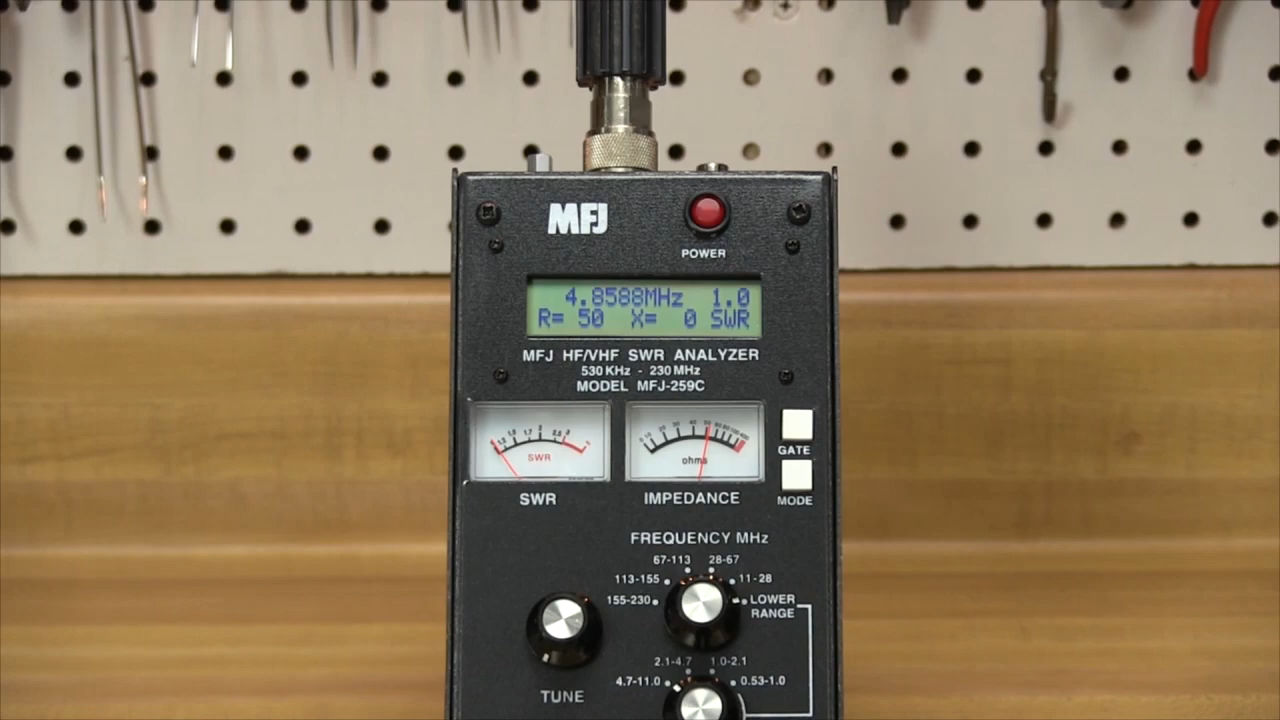 MFJ
POWER
4.8588MHz 1.0
R= 50 X= 0 SWR
MFJ HF/VHF SWR ANALYZER
530 KHz - 230 MHz
MODEL MFJ-259C
SWR
ohms
GATE
MODE
SWR
IMPEDANCE
FREQUENCY MHz
67-113 28-67
113-155 11-28
155-230 LOWER
RANGE
2.1-4.7 1.0-2.1
4.7-11.0 0.53-1.0
TUNE